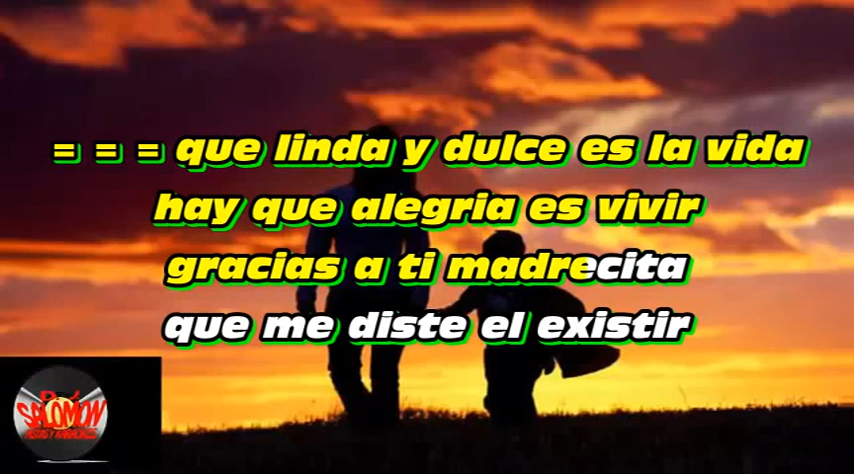 = = = que linda y dulce es la vida
hay que alegria es vivir
gracias a ti madrecita
que me diste el existir
SALOMON